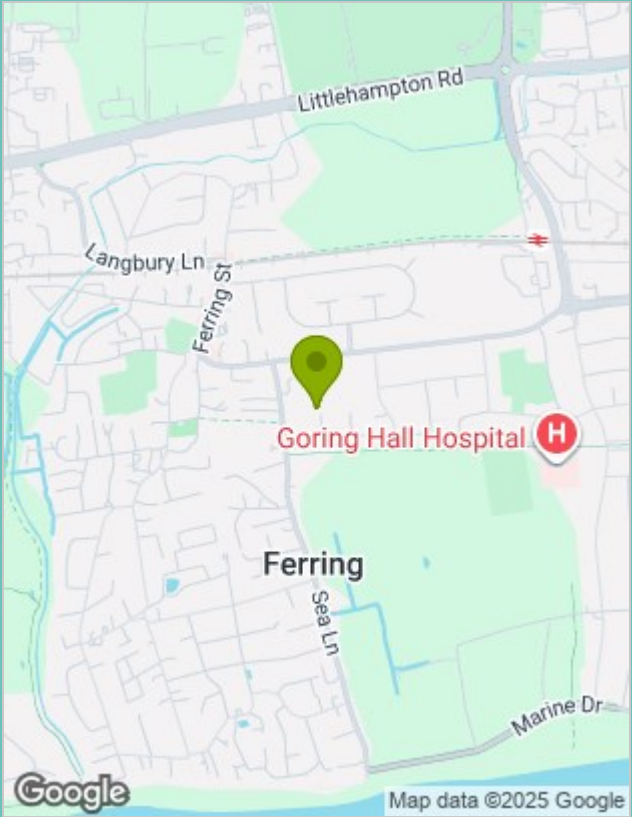 Littlehampton Rd
Langbury Ln
Ferring St
Goring Hall Hospital
H
Ferring
Sea Ln
Marine Dr
Google
Map data ©2025 Google